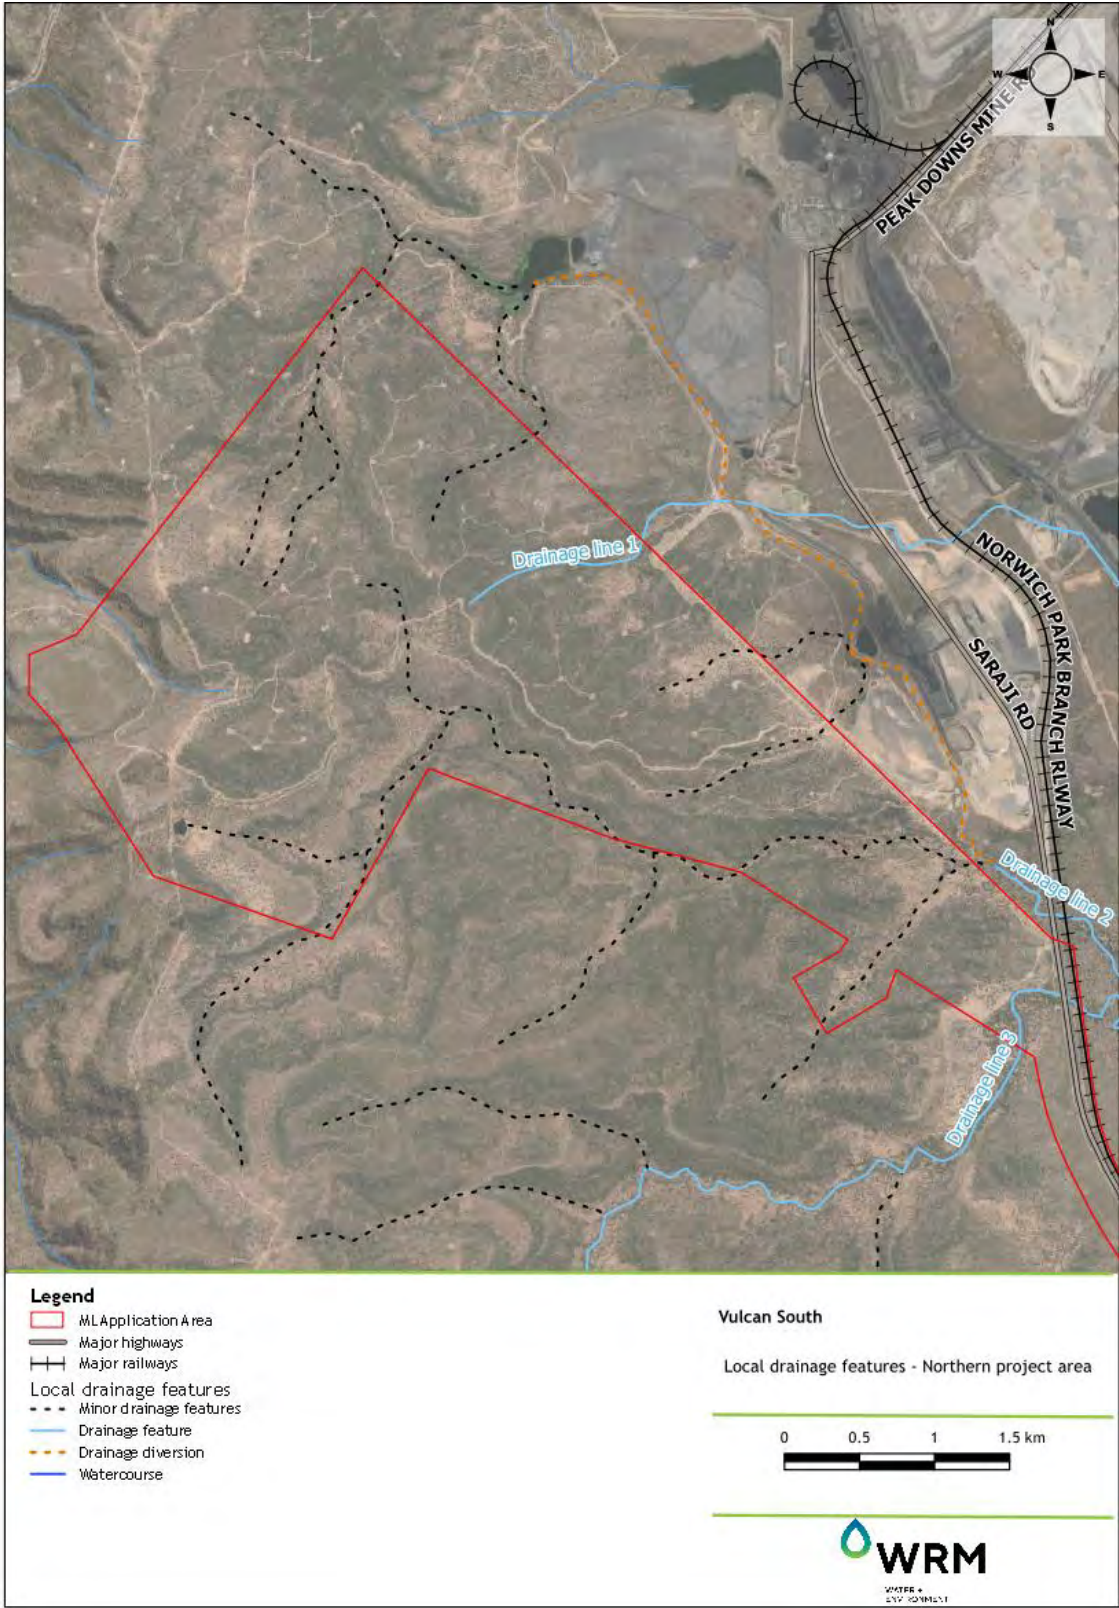 N
W
E
S
PEAK DOWNS MINE R
Drainage line 1
NORWICH PARK BRANCH RLWAY
SARAJI RD
Drainage line 2
Drainage line 3
Legend
ML Application Area
Major highways
Major railways
Local drainage features
Minor drainage features
Drainage feature
Drainage diversion
Watercourse
Vulcan South
Local drainage features - Northern project area
0 0.5 1 1.5 km
WRM
WATER +
ENVIRONMENT